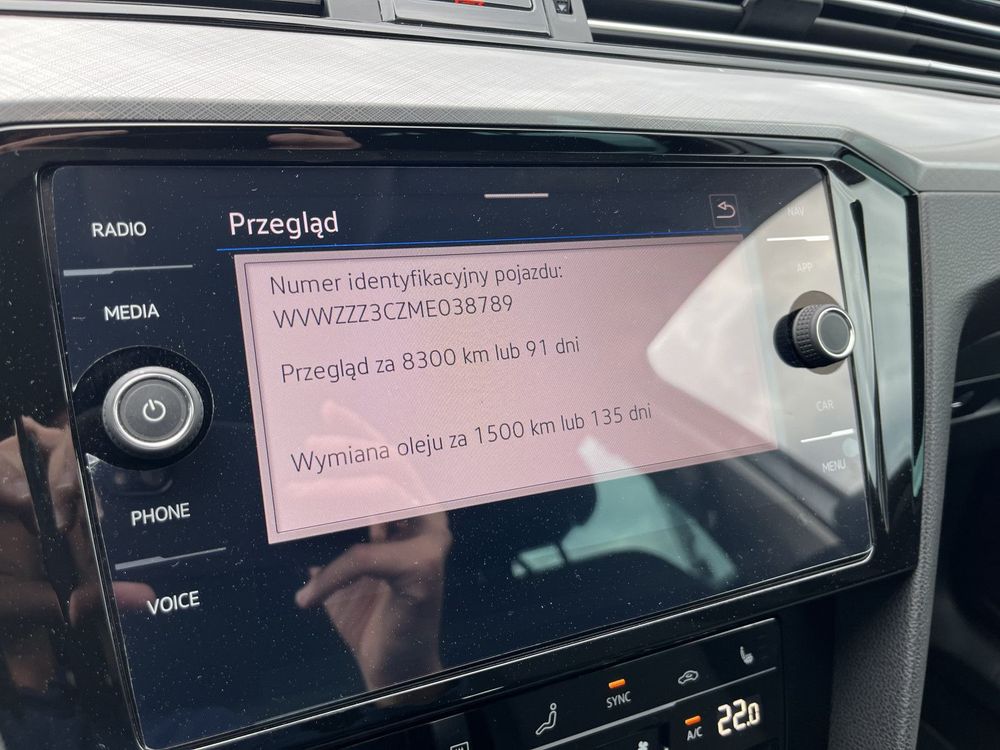 RADIO
MEDIA
PHONE
VOICE
Przegląd
Numer identyfikacyjny pojazdu:
WVWZZZ3CZME038789
Przegląd za 8300 km lub 91 dni
Wymiana oleju za 1500 km lub 135 dni
NAV
APP
CAR
MENU
SYNC
A/C
22.0